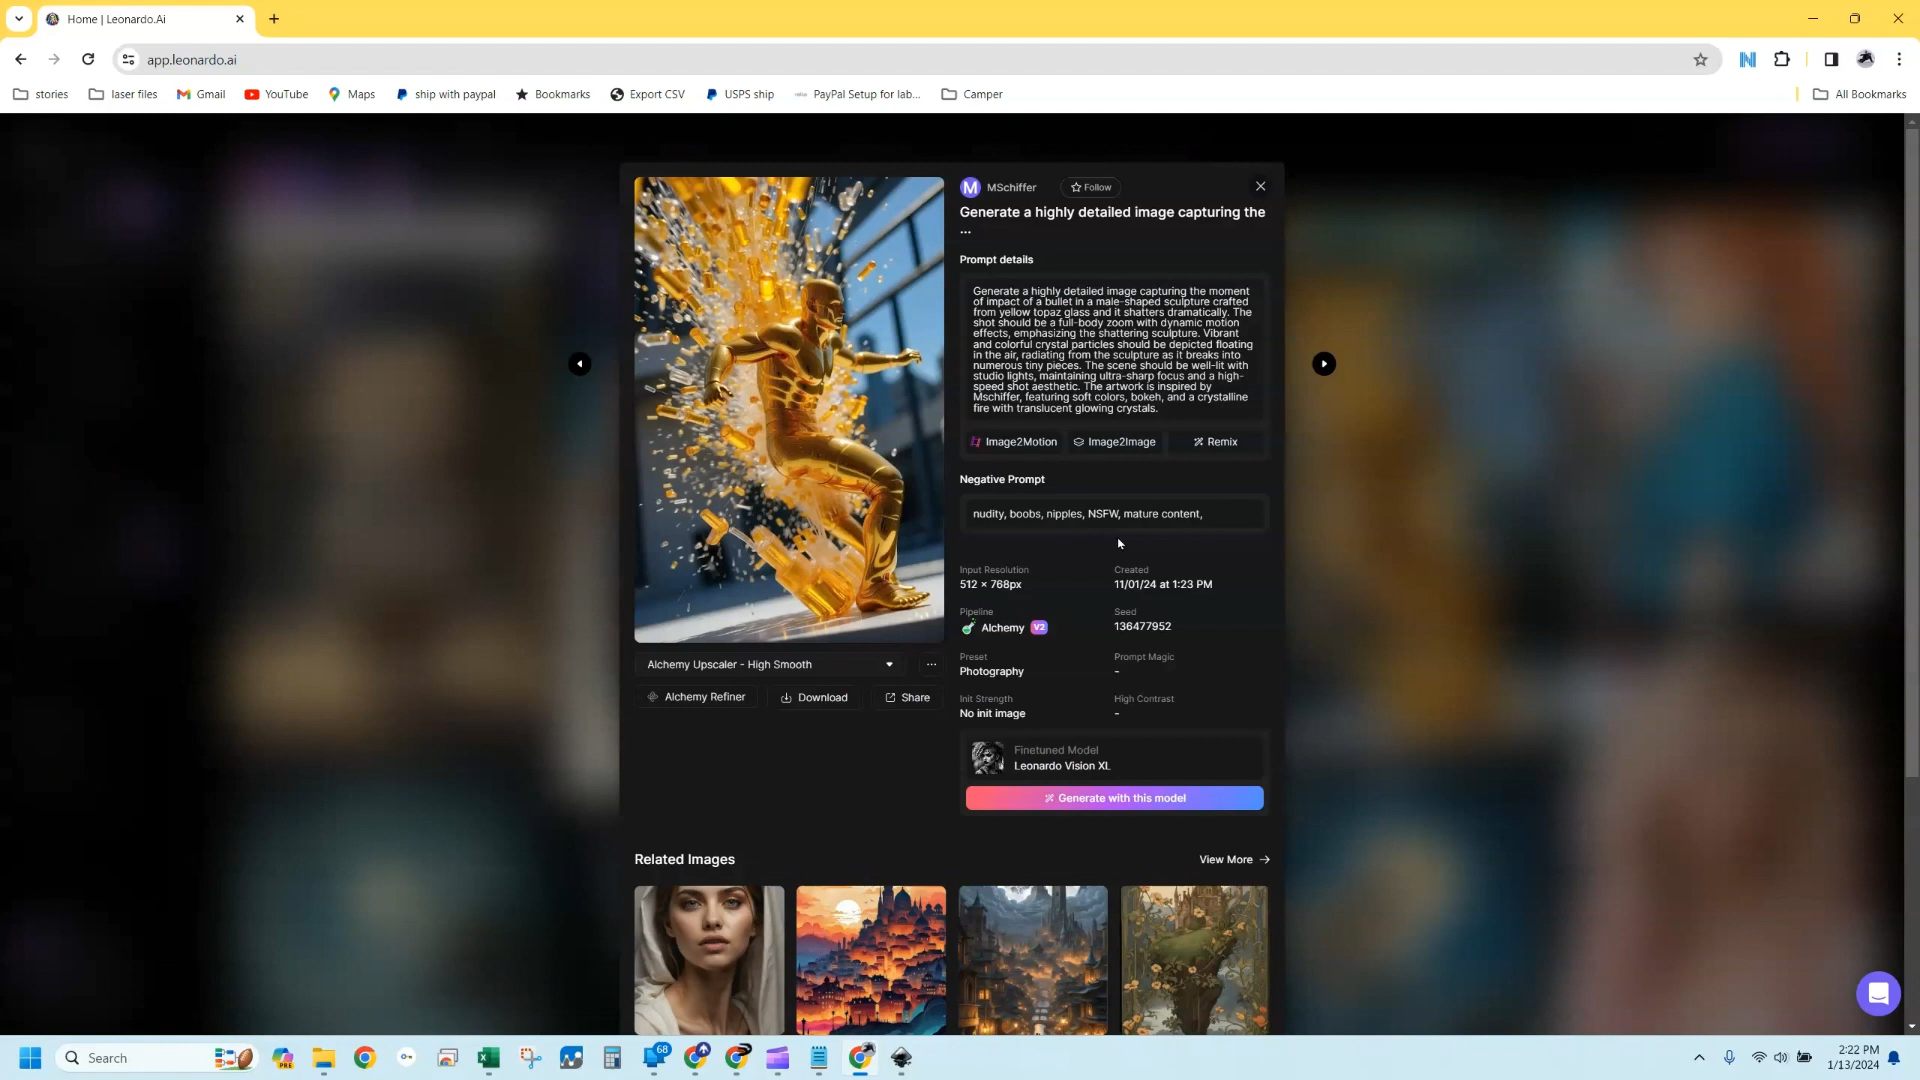 Home | Leonardo.Ai
app.leonardo.ai
stories
laser files
Gmail
YouTube
Maps
ship with paypal
Bookmarks
Export CSV
USPS ship
PayPal Setup for lab...
Camper
All Bookmarks
M MSchiffer
Follow
Generate a highly detailed image capturing the
...
Prompt details
Generate a highly detailed image capturing the moment
of impact of a bullet in a male-shaped sculpture crafted
from yellow topaz glass and it shatters dramatically. The
shot should be a full-body zoom with dynamic motion
effects, emphasizing the shattering sculpture. Vibrant
and colorful crystal particles should be depicted floating
in the air, radiating from the sculpture as it breaks into
numerous tiny pieces. The scene should be well-lit with
studio lights, maintaining ultra-sharp focus and a high-
speed shot aesthetic. The artwork is inspired by
Mschiffer, featuring soft colors, bokeh, and a crystalline
fire with translucent glowing crystals.
Image2Motion
Image2Image
Remix
Negative Prompt
nudity, boobs, nipples, NSFW, mature content,
Input Resolution
512 × 768px
Created
11/01/24 at 1:23 PM
Pipeline
Alchemy V2
Seed
136477952
Preset
Photography
Prompt Magic
-
Init Strength
No init image
High Contrast
-
Finetuned Model
Leonardo Vision XL
Generate with this model
Alchemy Upscaler - High Smooth
...
Alchemy Refiner
Download
Share
Related Images
View More
Search
PRE
68
2:22 PM
1/13/2024